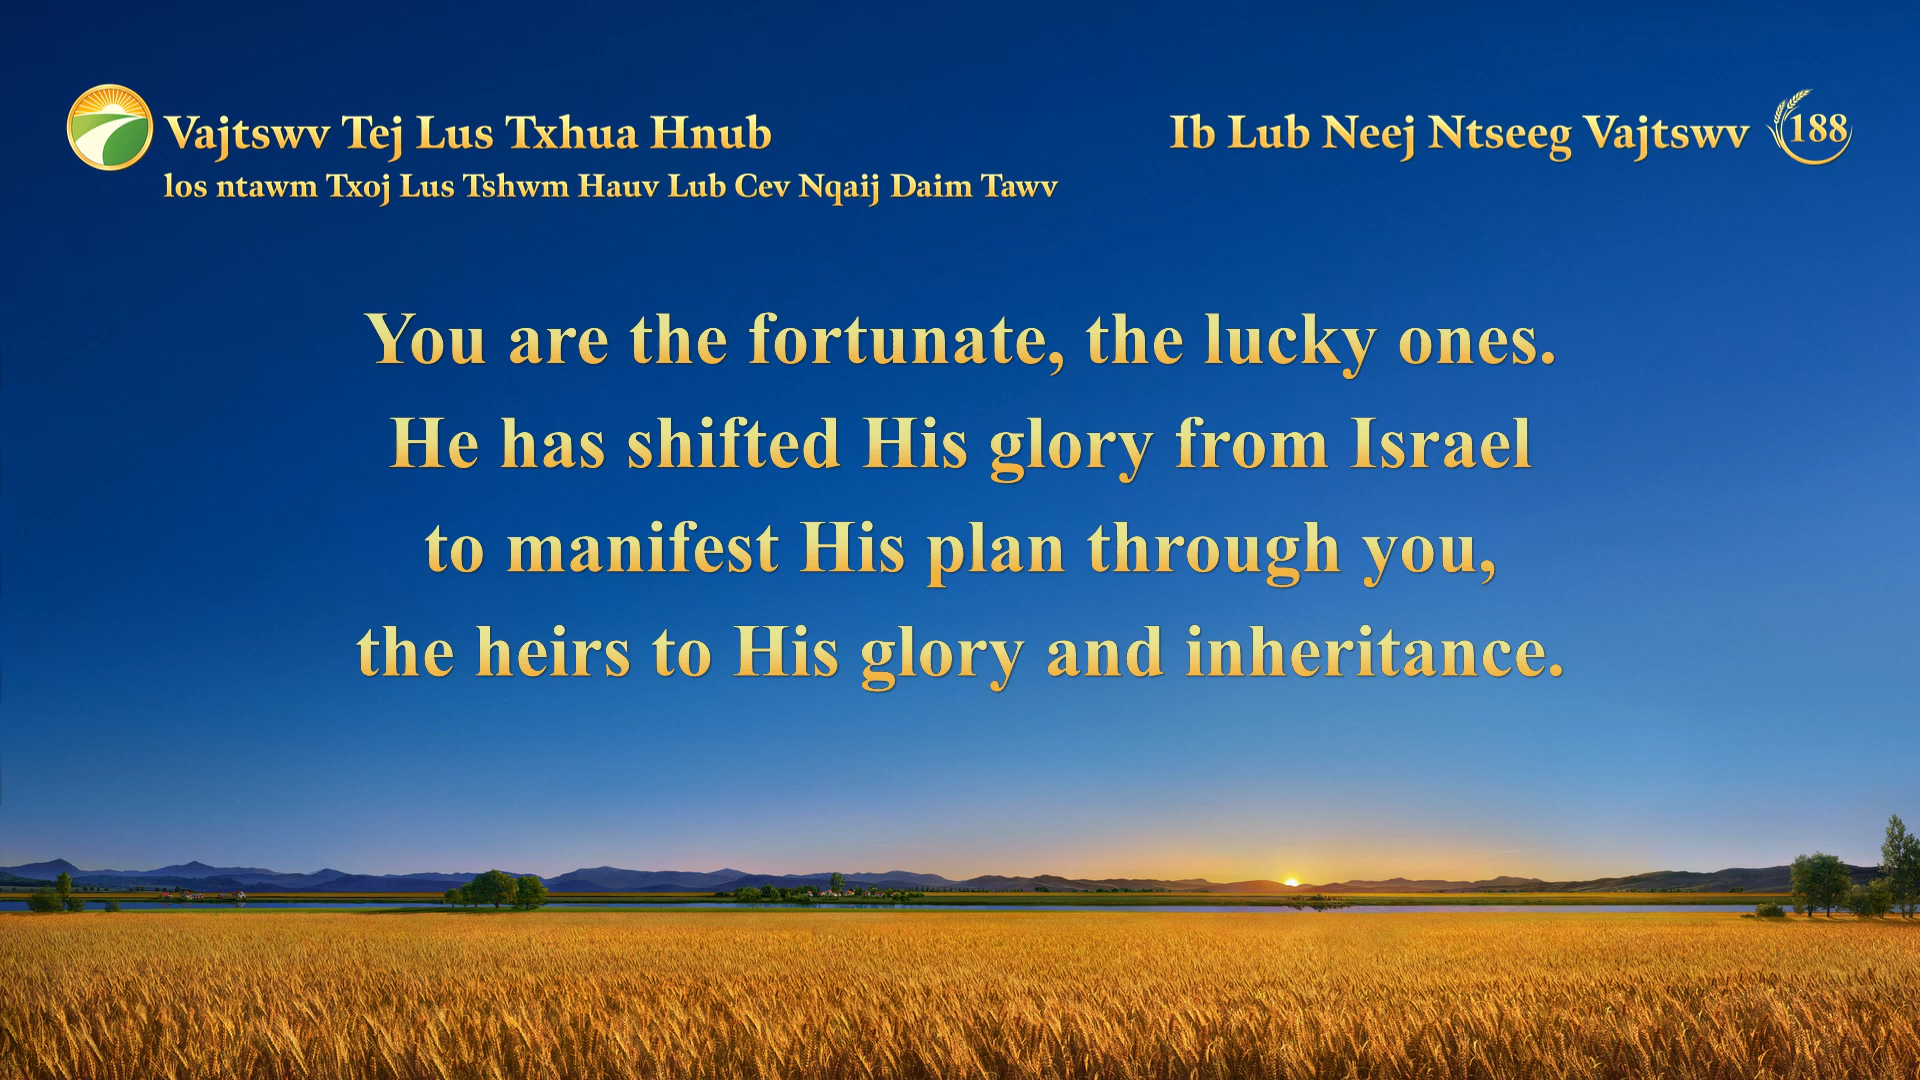 Vajtswv Tej Lus Txhua Hnub
los ntawm Txoj Lus Tshwm Hauv Lub Cev Nqaij Daim Tawv
Ib Lub Neej Ntseeg Vajtswv 188
You are the fortunate, the lucky ones.
He has shifted His glory from Israel
to manifest His plan through you,
the heirs to His glory and inheritance.